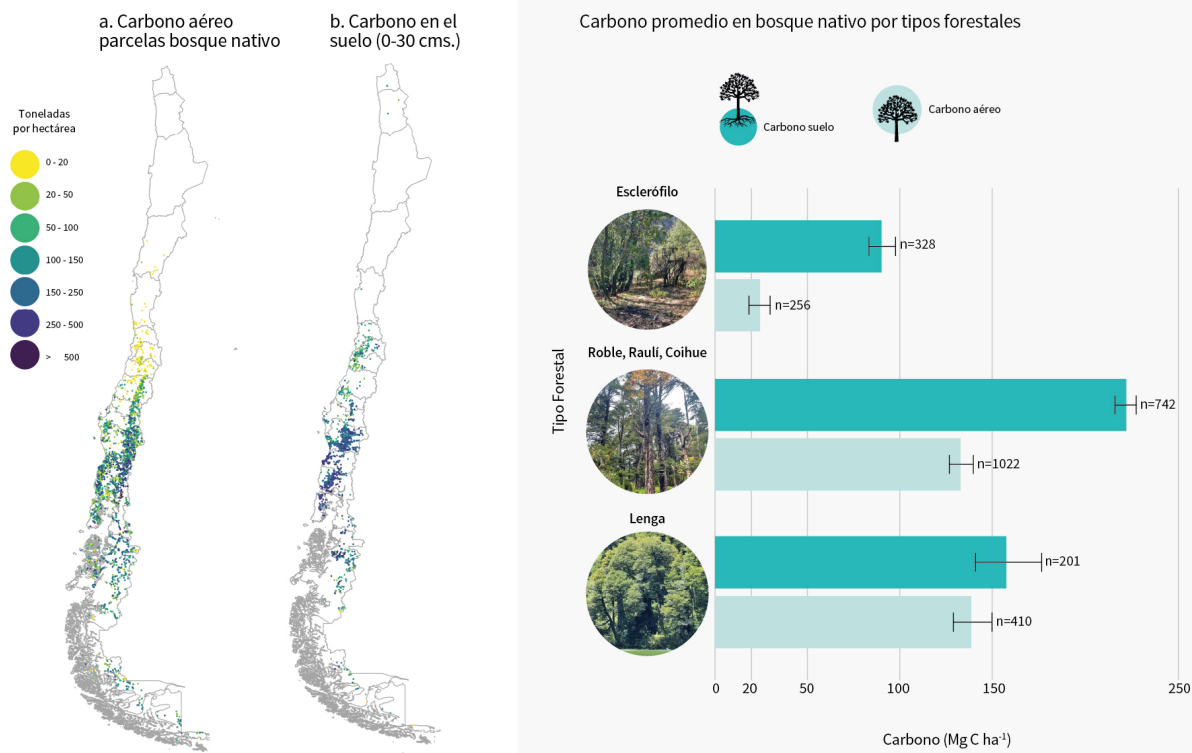 a. Carbono aéreo
parcelas bosque nativo
b. Carbono en el
suelo (0-30 cms.)
Toneladas
por hectárea
0 - 20
20 - 50
50 - 100
100 - 150
150 - 250
250 - 500
> 500
Carbono promedio en bosque nativo por tipos forestales
Carbono suelo
Carbono aéreo
Tipo Forestal
Esclerófilo
n=328
n=256
Roble, Raulí, Coihue
n=742
n=1022
Lenga
n=201
n=410
0 20 50 100 150 250
Carbono (Mg C ha⁻¹)